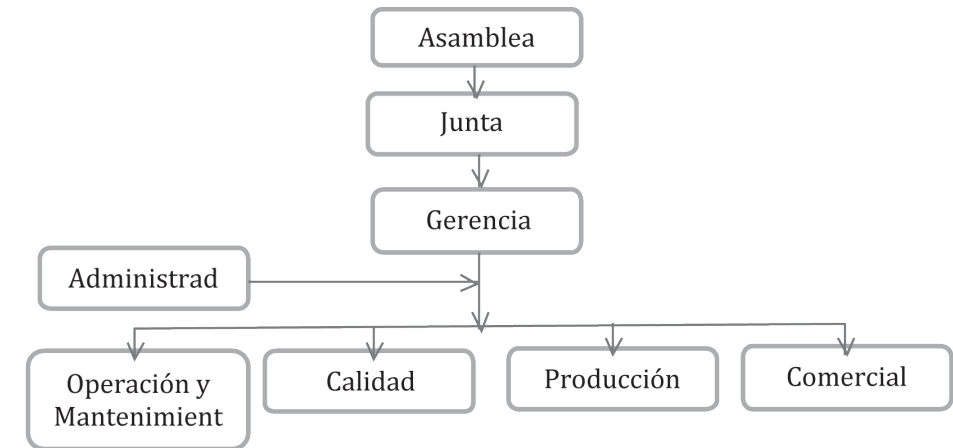 Asamblea
Junta
Gerencia
Administrad
Operación y
Mantenimient
Calidad
Producción
Comercial